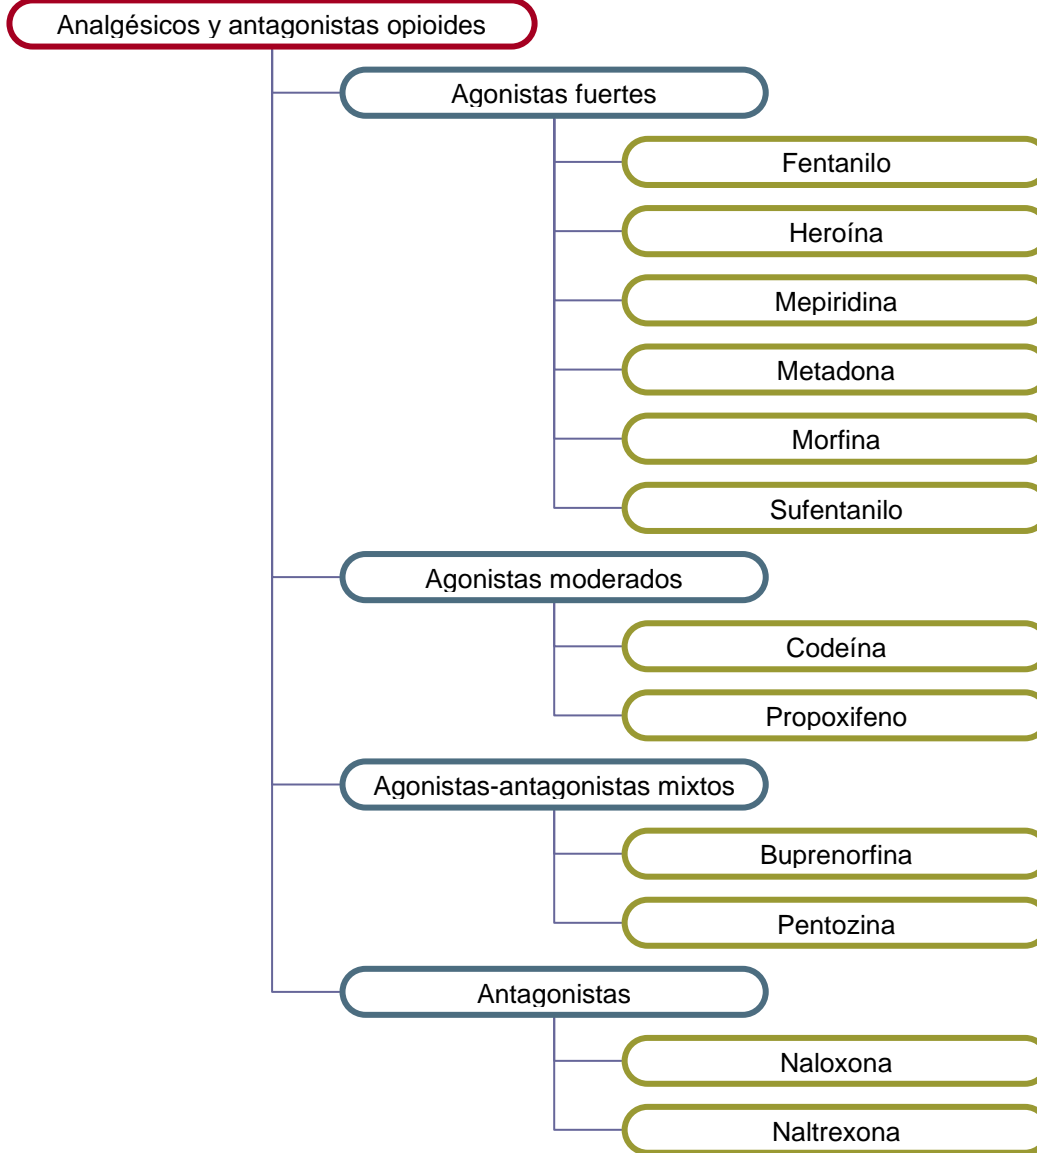 Analgésicos y antagonistas opioides
Agonistas fuertes
Fentanilo
Heroína
Mepiridina
Metadona
Morfina
Sufentanilo
Agonistas moderados
Codeína
Propoxifeno
Agonistas-antagonistas mixtos
Buprenorfina
Pentozina
Antagonistas
Naloxona
Naltrexona